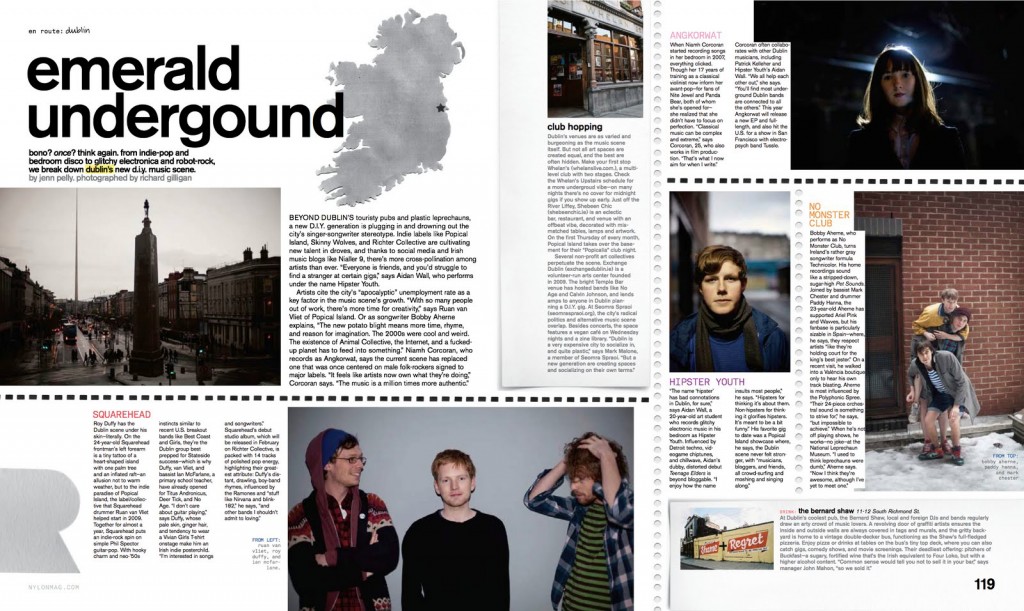 en route: dublin
emerald
undergound
bono? once? think again. from indie-pop and
bedroom disco to glitchy electronica and robot-rock,
we break down dublin's new d.i.y. music scene.
by jenn pelly. photographed by richard gilligan
BEYOND DUBLIN'S touristy pubs and plastic leprechauns,
a new D.I.Y. generation is plugging in and drowning out the
city's singer-songwriter stereotype. Indie labels like Popical
Island, Skinny Wolves, and Richter Collective are cultivating
new talent in droves, and thanks to social media and Irish
music blogs like Nialler 9, there's more cross-pollination among
artists than ever. "Everyone is friends, and you'd struggle to
find a stranger at certain gigs," says Aidan Wall, who performs
under the name Hipster Youth.
Artists cite the city's "apocalyptic" unemployment rate as a
key factor in the music scene's growth. "With so many people
out of work, there's more time for creativity," says Ruan van
Vliet of Popical Island. Or as songwriter Bobby Aherne
explains, "The new potato blight means more time, rhyme,
and reason for imagination. The 2000s were cool and weird.
The existence of Animal Collective, the Internet, and a fucked-
up planet has to feed into something." Niamh Corcoran, who
records as Angkorwat, says the current scene has replaced
one that was once centered on male folk-rockers signed to
major labels. "It feels like artists now own what they're doing,"
Corcoran says. "The music is a million times more authentic."
club hopping
Dublin's venues are as varied and
burgeoning as the music scene
itself. But not all art spaces are
created equal, and the best are
often hidden. Make your first stop
Whelan's (whelanslive.com), a multi-
level club with two stages. Check
the Whelan's Upstairs schedule for
a more underground vibe—on many
nights there's no cover for midnight
gigs if you show up early. Just off the
River Liffey, Shebeen Chic
(shebeenchic.ie) is an eclectic
bar, restaurant, and venue with an
offbeat vibe, decorated with mis-
matched tables, lamps and artwork.
On the first Thursday of every month,
Popical Island takes over the base-
ment for their "Popicalia" club night.
Several non-profit art collectives
perpetuate the scene. Exchange
Dublin (exchangedublin.ie) is a
volunteer-run arts center founded
in 2009. The bright Temple Bar
venue has hosted bands like No
Age and Calvin Johnson, and lends
amps to anyone in Dublin plan-
ning a D.I.Y. gig. At Seomra Spraoi
(seomraspraoi.org), the city's radical
politics and alternative music scene
overlap. Besides concerts, the space
features a vegan café on Wednesday
nights and a zine library. "Dublin is
a very expensive city to socialize in,
and quite plastic," says Mark Malone,
a member of Seomra Spraoi. "But a
new generation are creating spaces
and socializing on their own terms."
ANGKORWAT
When Niamh Corcoran
started recording songs
in her bedroom in 2007,
everything clicked.
Though her 17 years of
training as a classical
violinist now inform her
avant-pop—for fans of
Nite Jewel and Panda
Bear, both of whom
she's opened for—
she realized that she
didn't have to focus on
perfection. "Classical
music can be complex
and extreme," says
Corcoran, 25, who also
works in film produc-
tion. "That's what I now
aim for when I write."
Corcoran often collabo-
rates with other Dublin
musicians, including
Patrick Kelleher and
Hipster Youth's Aidan
Wall. "We all help each
other out," she says.
"You'll find most under-
ground Dublin bands
are connected to all
the others." This year
Angkorwat will release
a new EP and full-
length, and also hit the
U.S. for a show in San
Francisco with electro-
psych band Tussle.
NO
MONSTER
CLUB
Bobby Aherne, who
performs as No
Monster Club, turns
Ireland's rather gray
songwriter formula
Technicolor. His home
recordings sound
like a stripped-down,
sugar-high Pet Sounds.
Joined by bassist Mark
Chester and drummer
Paddy Hanna, the
23-year-old Aherne has
supported Ariel Pink
and Wavves, but his
fanbase is particularly
sizable in Spain—where,
he says, they respect
artists "like they're
holding court for the
king's best jester." On a
recent visit, he walked
into a València boutique
only to hear his own
track blasting. Aherne
is most influenced by
the Polyphonic Spree.
"Their 24-piece orches-
tral sound is something
to strive for," he says,
"but impossible to
achieve." When he's not
off playing shows, he
works—no joke—at the
National Leprechaun
Museum. "I used to
think leprechauns were
dumb," Aherne says.
"Now I think they're
awesome, although I've
yet to meet one."
FROM TOP:
bobby aherne,
paddy hanna,
and mark
chester
HIPSTER YOUTH
"The name 'hipster'
has bad connotations
in Dublin, for sure,"
says Aidan Wall, a
20-year-old art student
who records glitchy
electronic music in his
bedroom as Hipster
Youth. Influenced by
Detroit techno, vid-
eogame chiptunes,
and chillwave, Aidan's
dubby, distorted debut
Teenage Elders is
beyond bloggable. "I
enjoy how the name
insults most people,"
he says. "Hipsters for
thinking it's about them.
Non-hipsters for think-
ing it glorifies hipsters.
It's meant to be a bit
funny." His favorite gig
to date was a Popical
Island showcase where,
he says, the Dublin
scene never felt stron-
ger, with "musicians,
bloggers, and friends,
all crowd-surfing and
moshing and singing
along."
SQUAREHEAD
Roy Duffy has the
Dublin scene under his
skin—literally. On the
24-year-old Squarehead
frontman's left forearm
is a tiny tattoo of a
heart-shaped island
with one palm tree
and an inflated raft—an
allusion not to warm
weather, but to the indie
paradise of Popical
Island, the label/collec-
tive that Squarehead
drummer Ruan van Vliet
helped start in 2009.
Together for almost a
year, Squarehead puts
an indie-rock spin on
simple Phil Spector
guitar-pop. With hooky
charm and neo-'50s
instincts similar to
recent U.S. breakout
bands like Best Coast
and Girls, they're the
Dublin group best
prepped for Stateside
success—which is why
Duffy, van Vliet, and
bassist Ian McFarlane, a
primary school teacher,
have already opened
for Titus Andronicus,
Deer Tick, and No
Age. "I don't care
about guitar playing,"
says Duffy, whose
pale skin, ginger hair,
and tendency to wear
a Vivian Girls T-shirt
onstage make him an
Irish indie posterchild.
"I'm interested in songs
and songwriters."
Squarehead's debut
studio album, which will
be released in February
on Richter Collective, is
packed with 14 tracks
of polished pop energy,
highlighting their great-
est attribute: Duffy's dis-
tant, drawling, boy-band
rhymes, influenced by
the Ramones and "stuff
like Nirvana and blink-
182," he says, "and
other bands I shouldn't
admit to loving."
FROM LEFT:
ruan van
vliet, roy
duffy, and
ian mcfar-
lane.
DRINK: the bernard shaw 11-12 South Richmond St.
At Dublin's coolest pub, the Bernard Shaw, local and foreign DJs and bands regularly
draw an arty crowd of music lovers. A revolving door of graffiti artists ensures the
inside and outside walls are always covered in tags and murals, and the gritty back-
yard is home to a vintage double-decker bus, functioning as the Shaw's full-fledged
pizzeria. Enjoy pizza or drinks at tables on the bus's tiny top deck, where you can also
catch gigs, comedy shows, and movie screenings. Their deadliest offering: pitchers of
Buckfast—a sugary, fortified wine that's the Irish equivalent to Four Loko, but with a
higher alcohol content. "Common sense would tell you not to sell it in your bar," says
manager John Mahon, "so we sold it."
Regret
NYLONMAG.COM
119